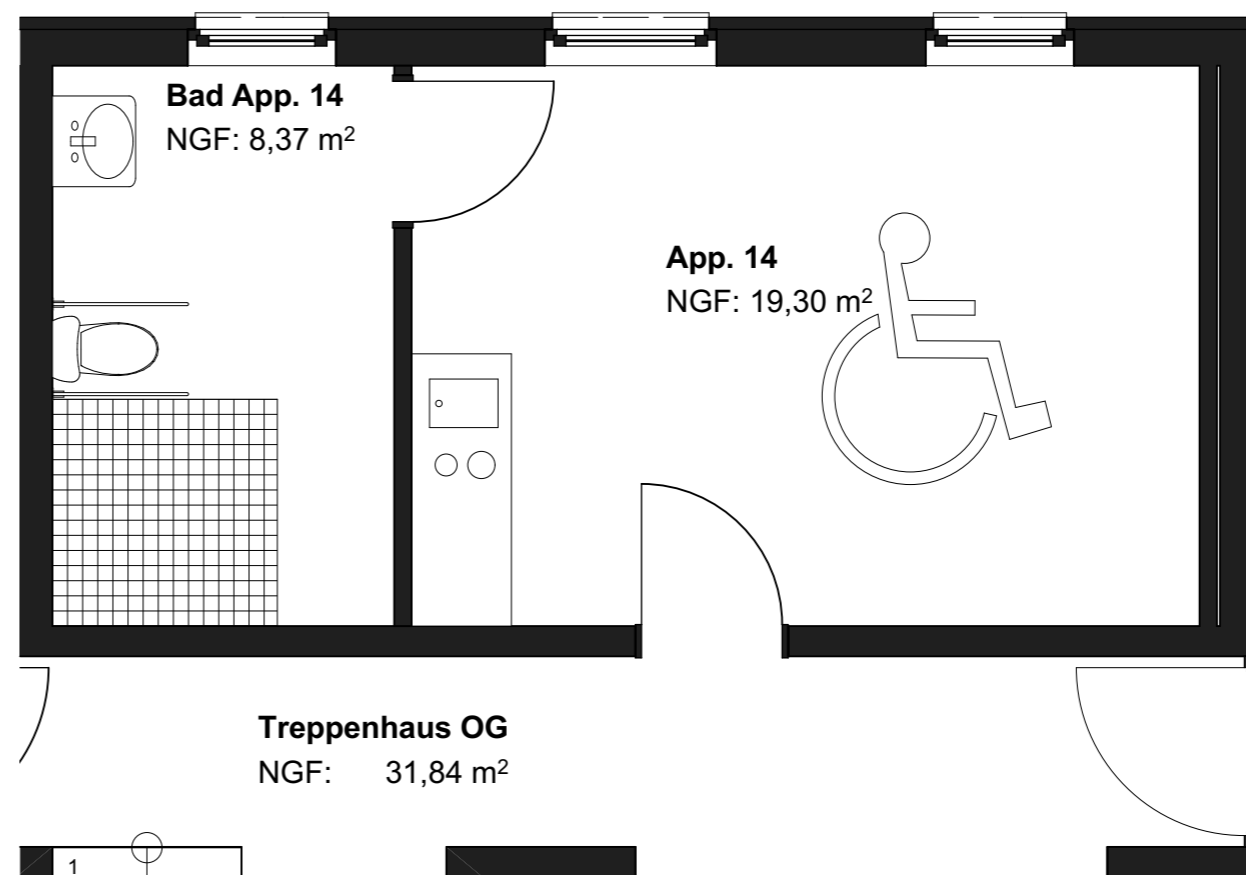 Bad App. 14
NGF: 8,37 m²
App. 14
NGF: 19,30 m²
Treppenhaus OG
NGF: 31,84 m²
1